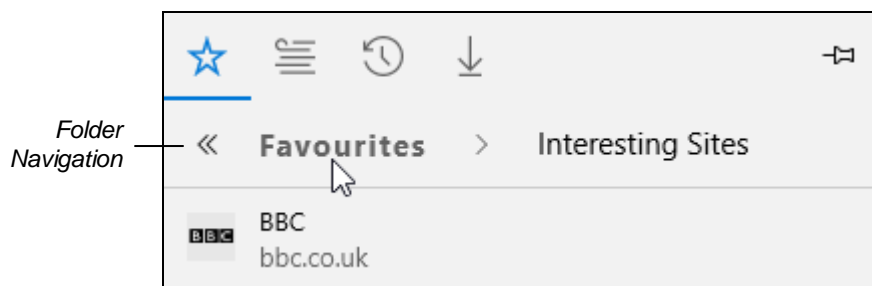 Folder
Navigation
« Favourites > Interesting Sites
BBC
BBC
bbc.co.uk